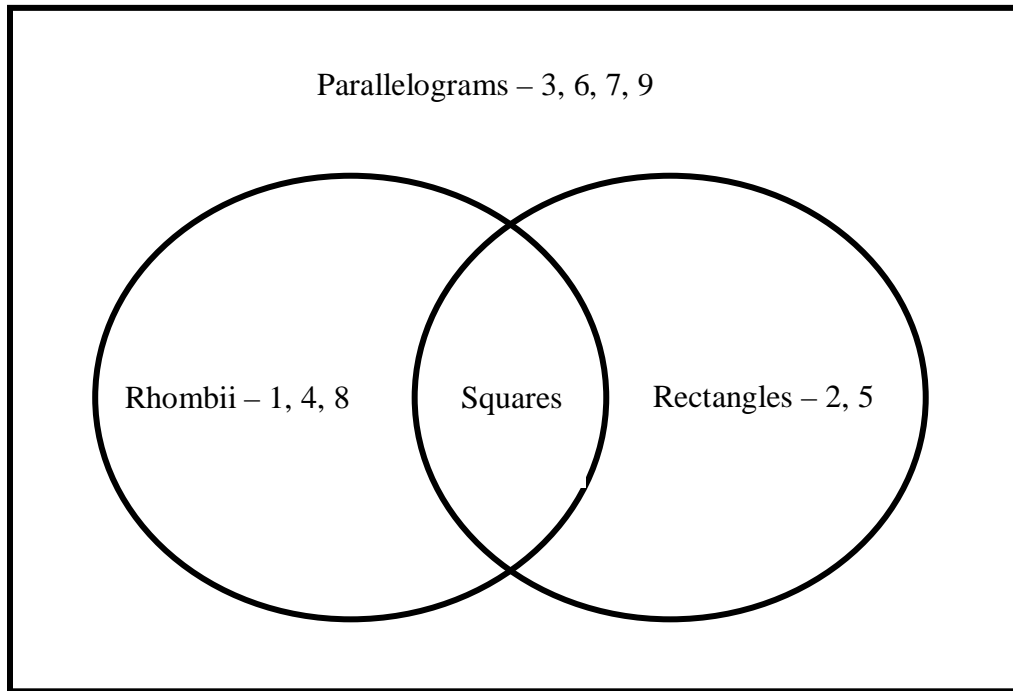 Parallelograms – 3, 6, 7, 9
Rhombii – 1, 4, 8
Squares
Rectangles – 2, 5